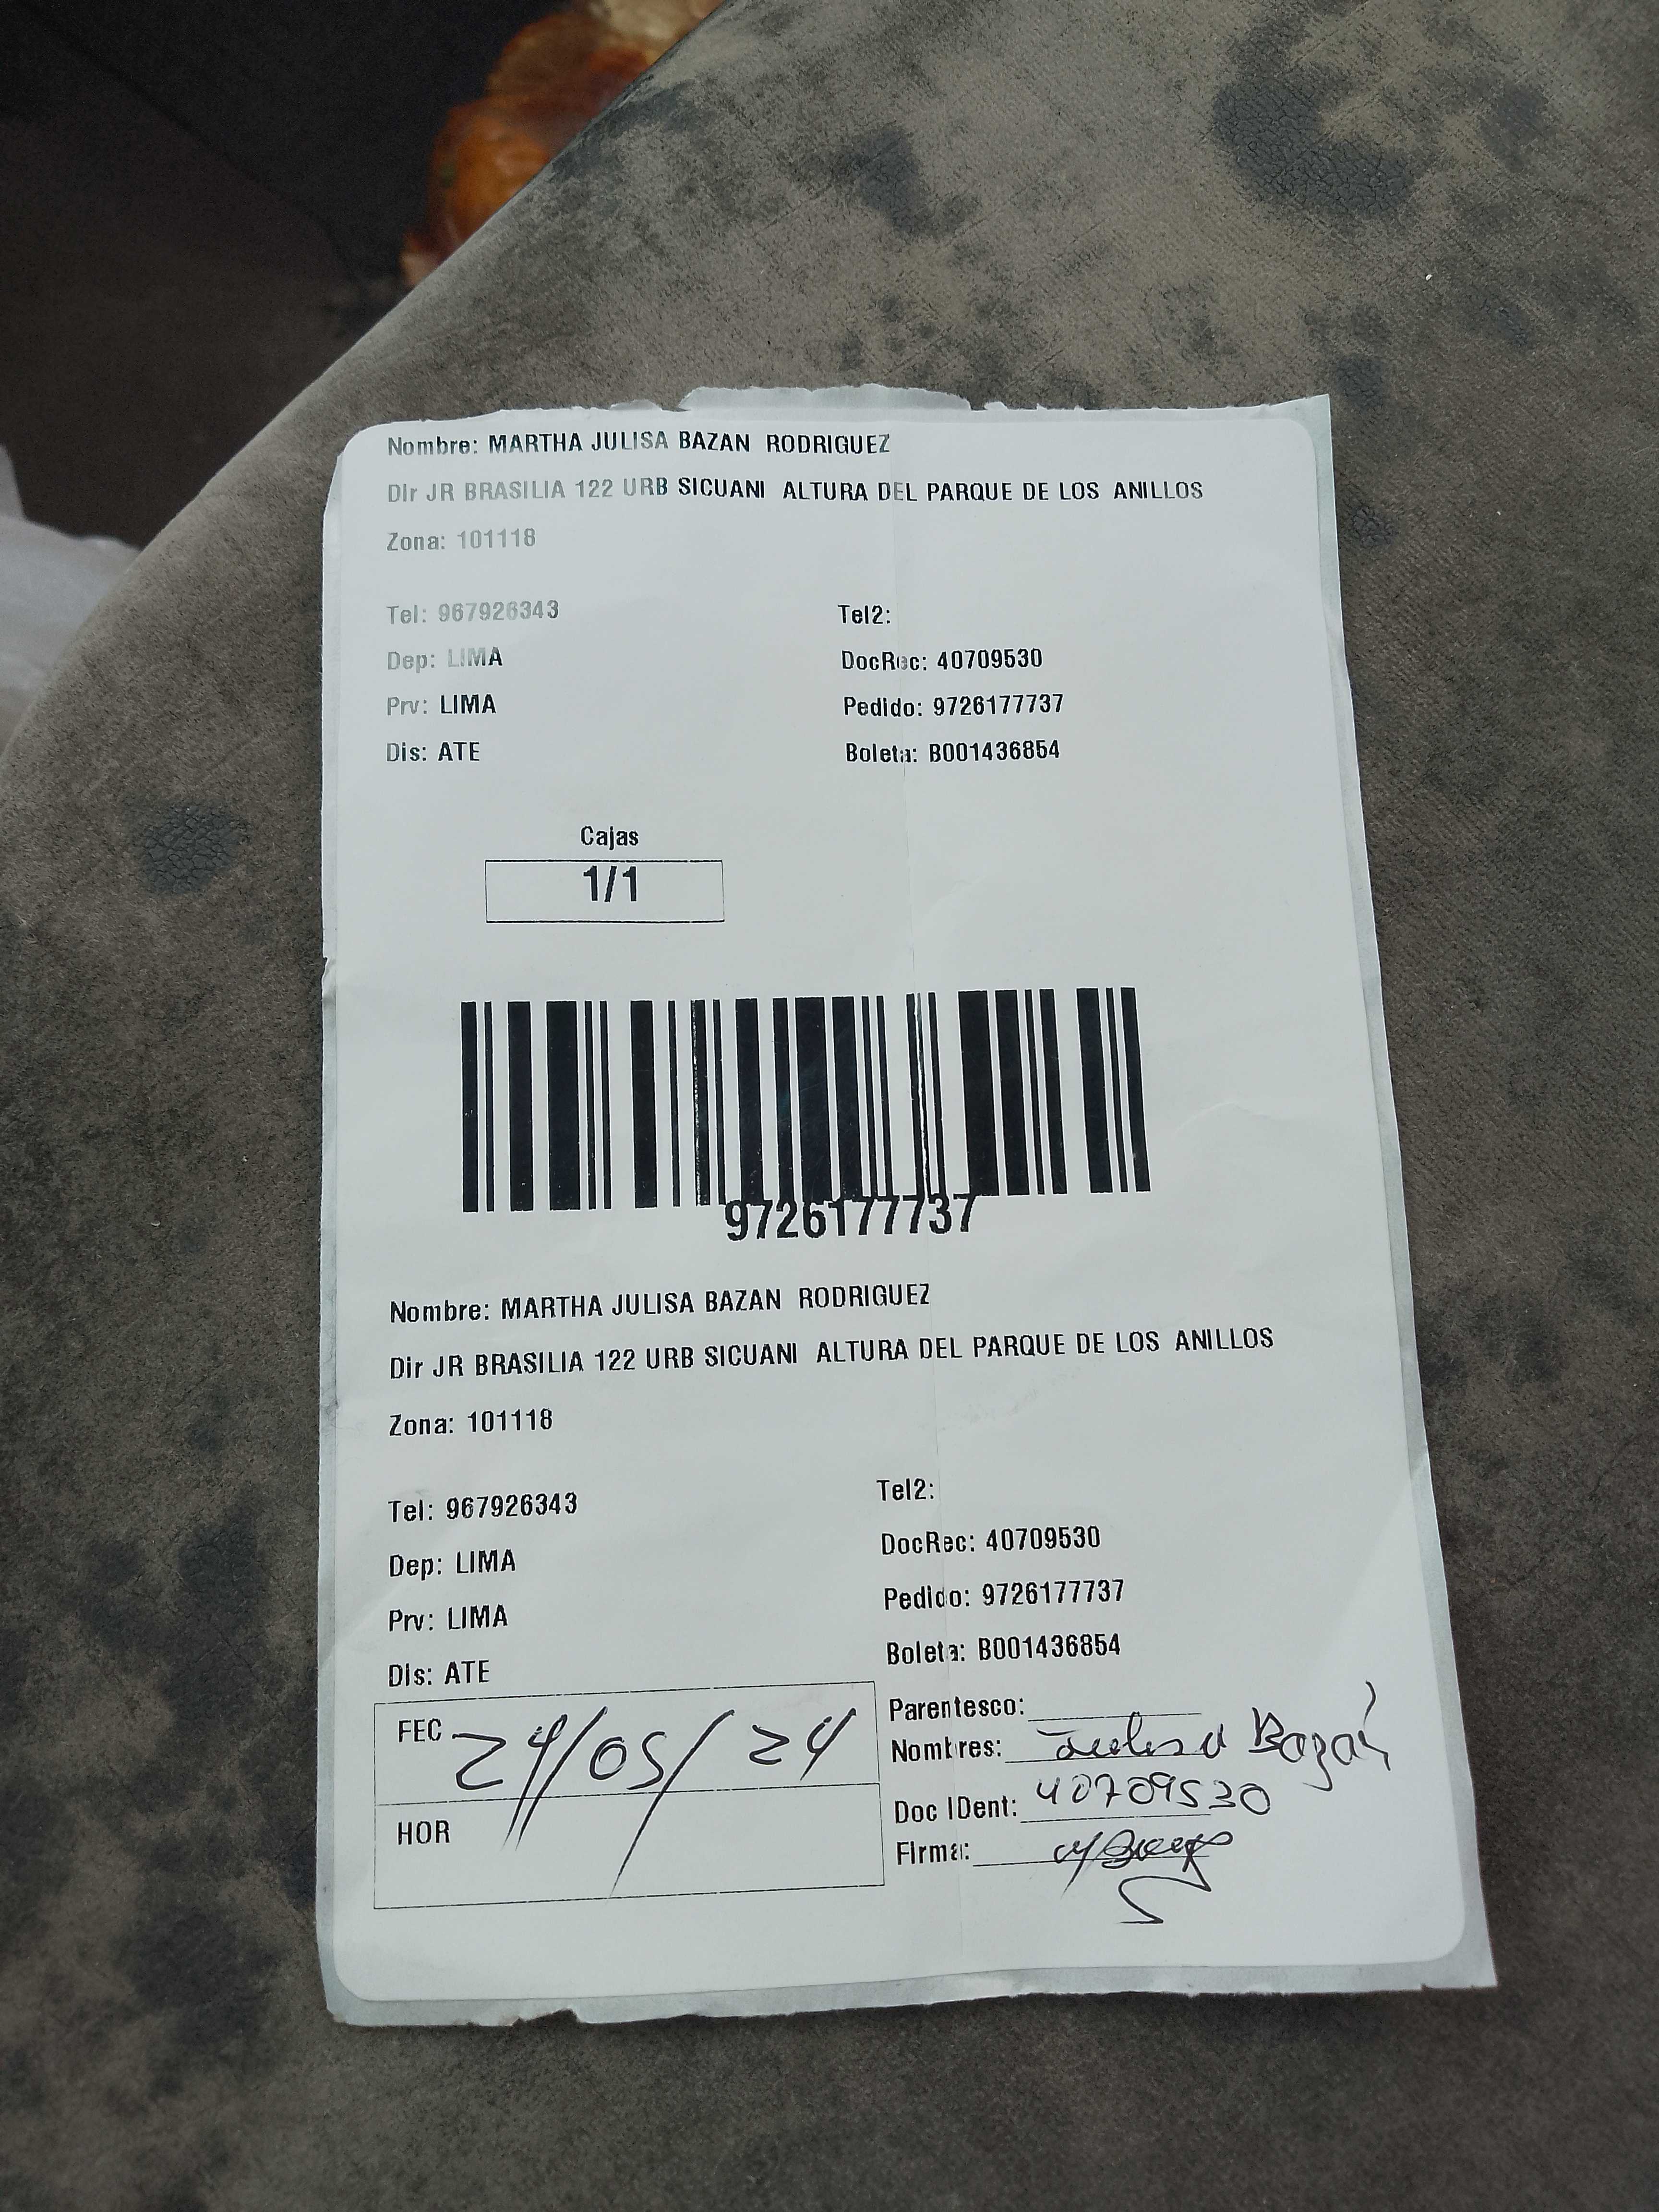 Nombre: MARTHA JULISA BAZAN RODRIGUEZ
Dir JR BRASILIA 122 URB SICUANI ALTURA DEL PARQUE DE LOS ANILLOS
Zona: 101118
Tel: 967926343 Tel2:
Dep: LIMA DocRec: 40709530
Prv: LIMA Pedido: 9726177737
Dis: ATE Boleta: B001436854
Cajas
1/1
9726177737
Nombre: MARTHA JULISA BAZAN RODRIGUEZ
Dir JR BRASILIA 122 URB SICUANI ALTURA DEL PARQUE DE LOS ANILLOS
Zona: 101118
Tel: 967926343 Tel2:
Dep: LIMA DocRec: 40709530
Prv: LIMA Pedido: 9726177737
Dis: ATE Boleta: B001436854
FEC 24/05/24
HOR
Parentesco:
Nombres: Julisa Bazán
Doc IDent: 40709530
Firma: